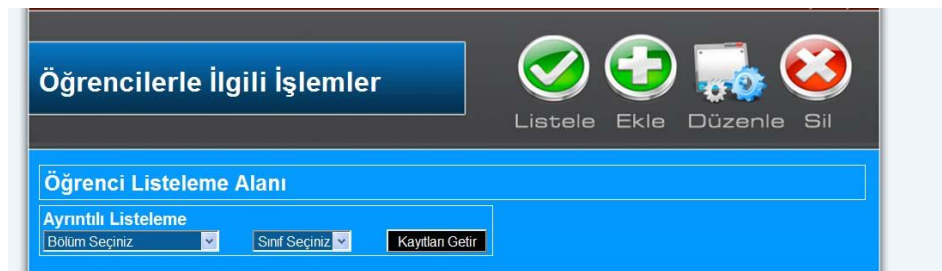 Öğrencilerle İlgili İşlemler
Listele Ekle Düzenle Sil
Öğrenci Listeleme Alanı
Ayrıntılı Listeleme
Bölüm Seçiniz Sınıf Seçiniz Kayıtları Getir